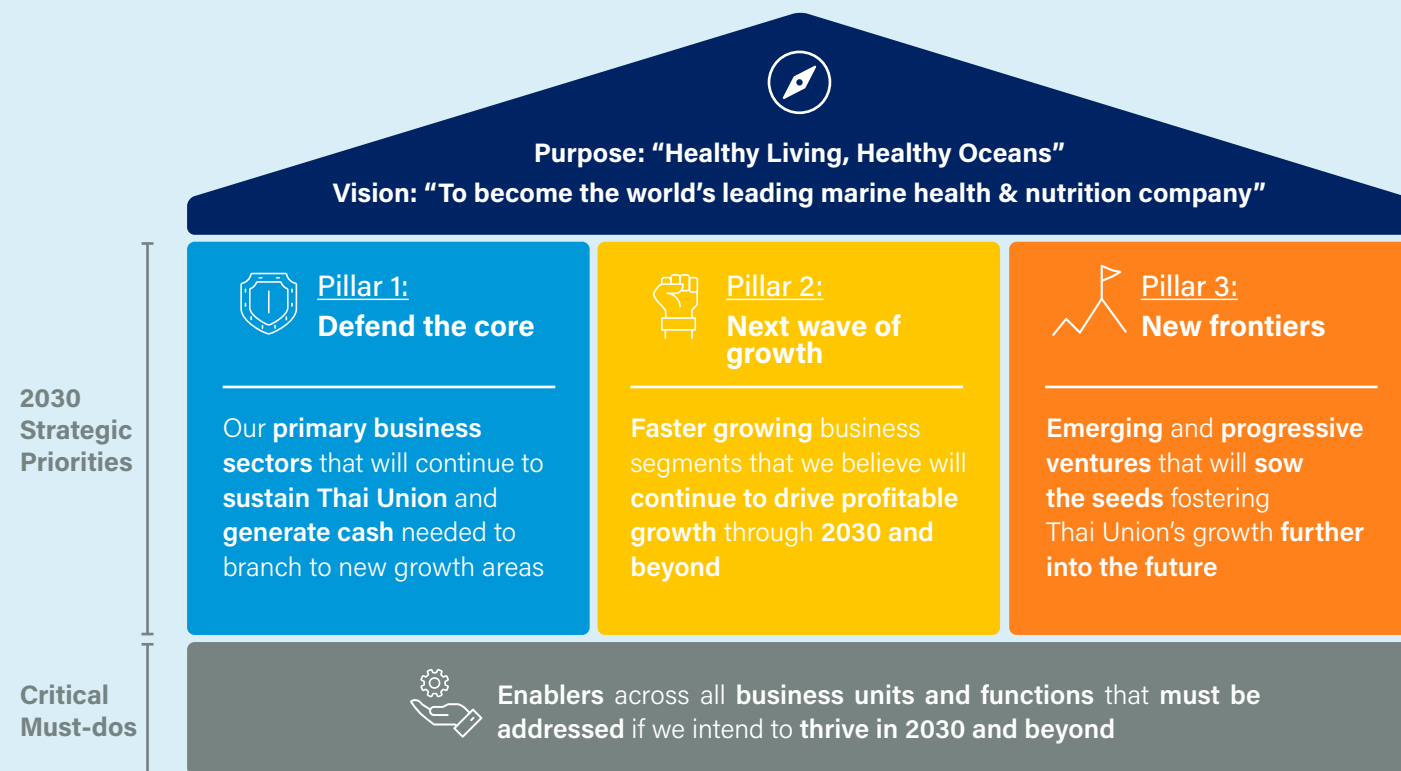 Purpose: “Healthy Living, Healthy Oceans”
Vision: “To become the world’s leading marine health & nutrition company”
2030
Strategic
Priorities
Pillar 1:
Defend the core
Our primary business
sectors that will continue to
sustain Thai Union and
generate cash needed to
branch to new growth areas
Pillar 2:
Next wave of
growth
Faster growing business
segments that we believe will
continue to drive profitable
growth through 2030 and
beyond
Pillar 3:
New frontiers
Emerging and progressive
ventures that will sow
the seeds fostering
Thai Union’s growth further
into the future
Critical
Must-dos
Enablers across all business units and functions that must be
addressed if we intend to thrive in 2030 and beyond